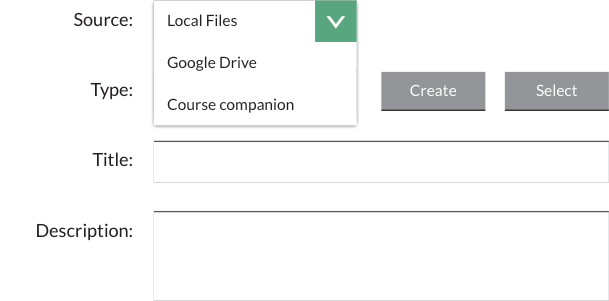 Source: Local Files
Google Drive
Type: Create Select
Course companion
Title:
Description: